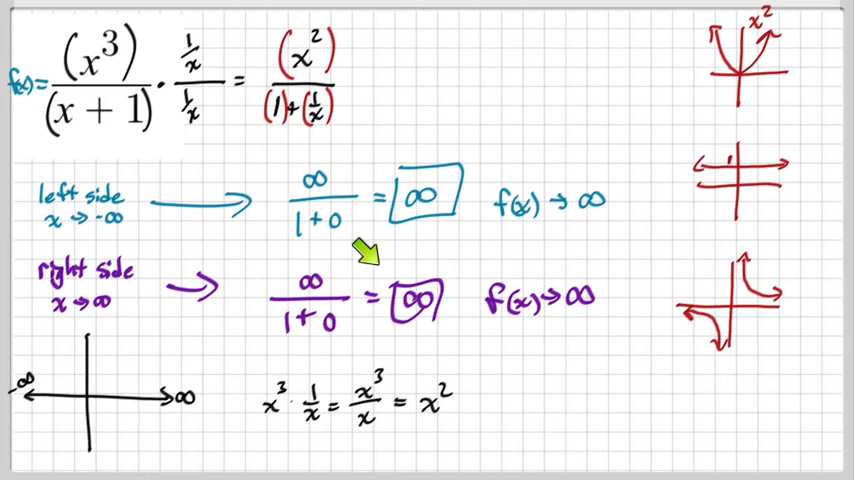 x²
f(x) = (x³)/(x + 1) · (1/x)/(1/x) = (x²)/((1)+(1/x))
1
left side
x → -∞ → ∞/(1+0) = ∞ f(x) → ∞
right side
x → ∞ → ∞/(1+0) = ∞ f(x) → ∞
-∞ ∞
x³ · 1/x = x³/x = x²